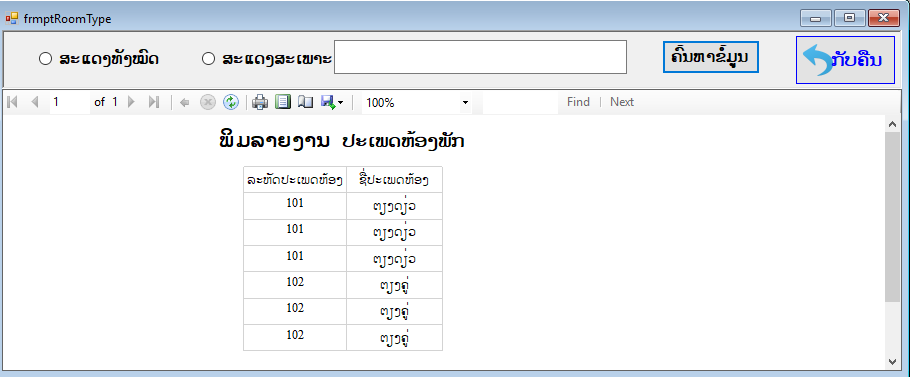 frmptRoomType
ສະແດງທັງໝົດ ສະແດງສະເພາະ ຄົ້ນຫາຂໍ້ມູນ ກັບຄືນ
1 of 1 100% Find Next
ພິມລາຍງານ ປະເພດຫ້ອງພັກ
ລະຫັດປະເພດຫ້ອງ ຊື່ປະເພດຫ້ອງ
101 ຕຽງດ່ຽວ
101 ຕຽງດ່ຽວ
101 ຕຽງດ່ຽວ
102 ຕຽງຄູ່
102 ຕຽງຄູ່
102 ຕຽງຄູ່